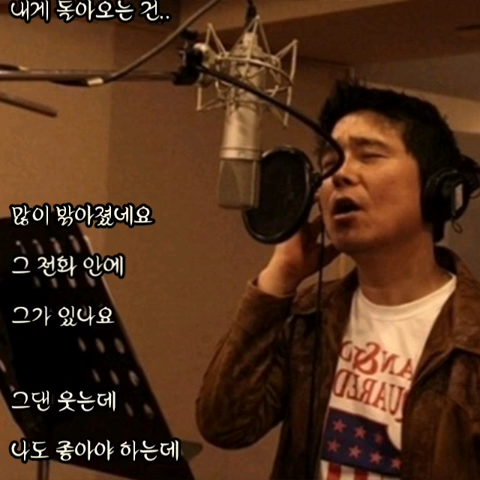 내게 돌아오는 건..
많이 밝아졌네요
그 전화 안에
그가 있나요
그댄 웃는데
나도 좋아야 하는데